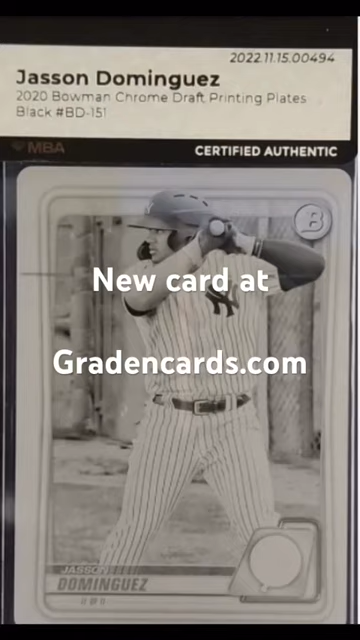 2022.11.15.00494
Jasson Dominguez
2020 Bowman Chrome Draft Printing Plates
Black #BD-151
MBA
CERTIFIED AUTHENTIC
B
New card at
NY
Gradencards.com
JASSON
DOMINGUEZ